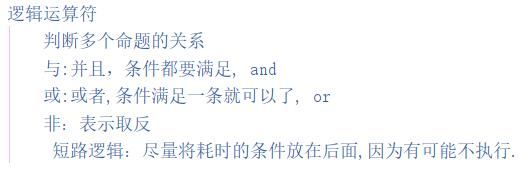 逻辑运算符
判断多个命题的关系
与:并且，条件都要满足, and
或:或者,条件满足一条就可以了, or
非：表示取反
短路逻辑：尽量将耗时的条件放在后面,因为有可能不执行.